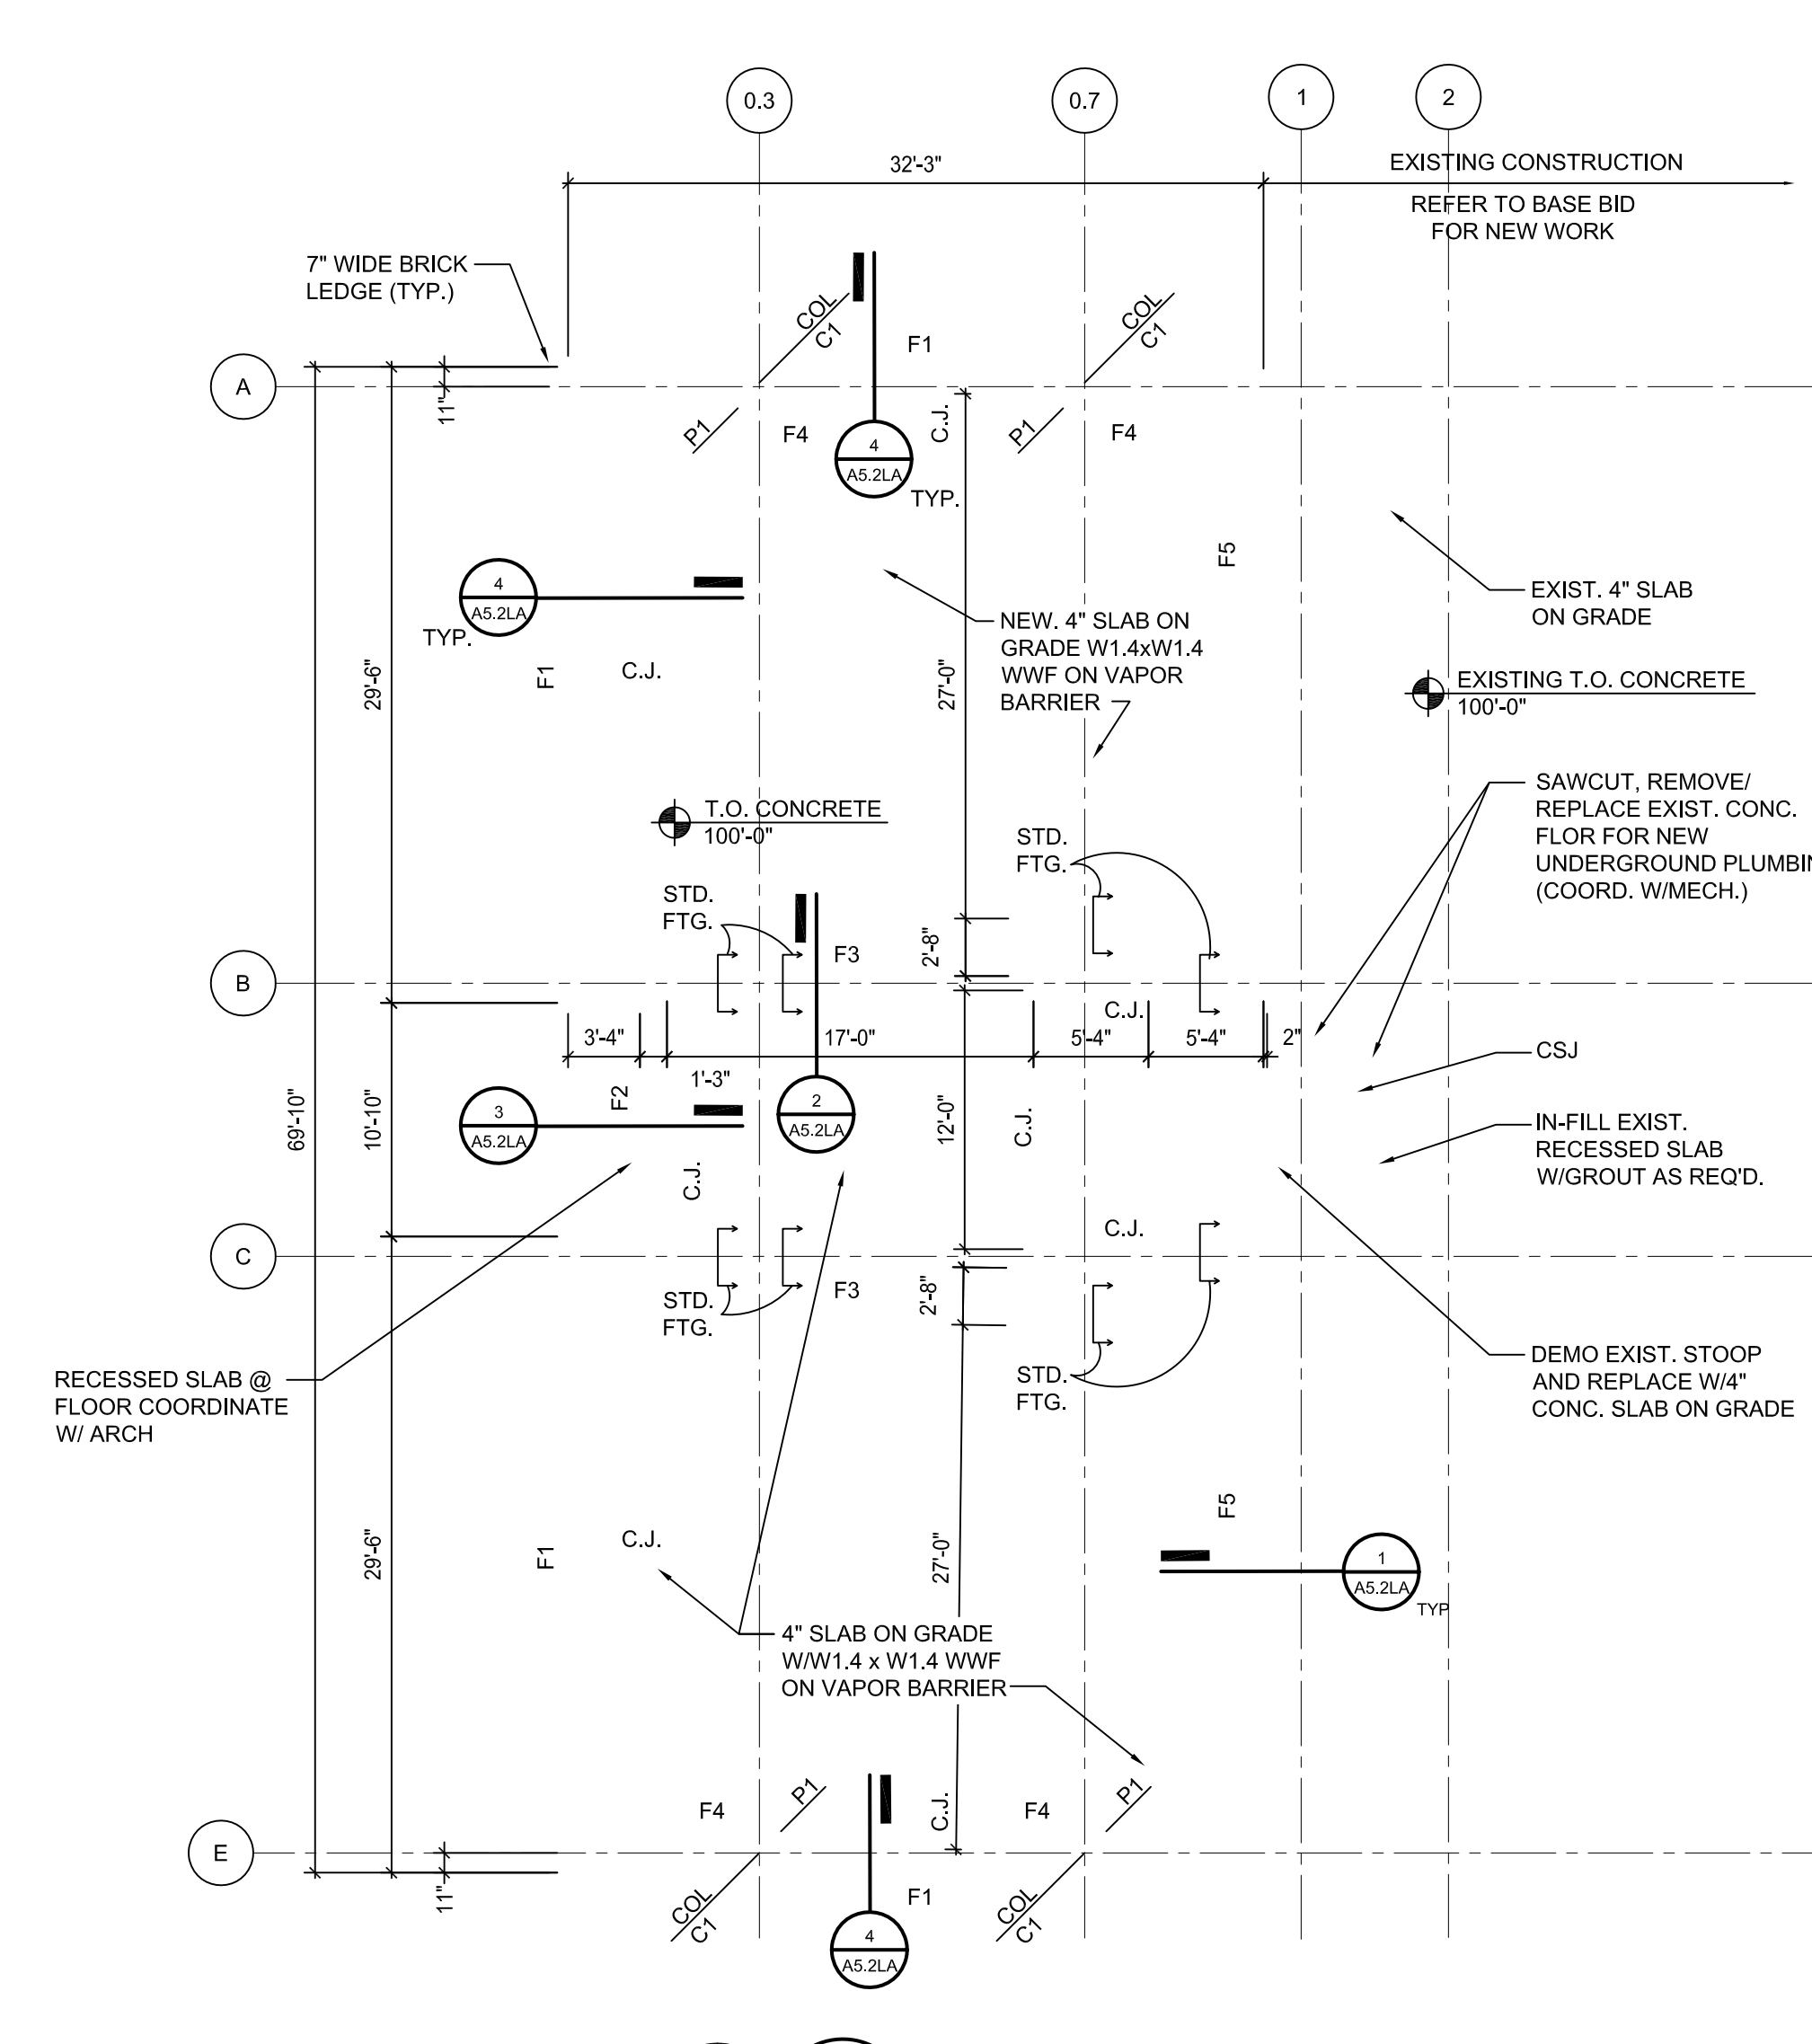 0.3
0.7
1
2
32'-3"
EXISTING CONSTRUCTION
REFER TO BASE BID
FOR NEW WORK
7" WIDE BRICK
LEDGE (TYP.)
COL
C1
F1
COL
C1
A
11"
P1
F4
4
A5.2LA
TYP.
C.J.
P1
F4
4
A5.2LA
TYP.
F5
EXIST. 4" SLAB
ON GRADE
NEW. 4" SLAB ON
GRADE W1.4xW1.4
WWF ON VAPOR
BARRIER
29'-6"
F1
C.J.
27'-0"
EXISTING T.O. CONCRETE
100'-0"
T.O. CONCRETE
100'-0"
SAWCUT, REMOVE/
REPLACE EXIST. CONC.
FLOR FOR NEW
UNDERGROUND PLUMBIN
(COORD. W/MECH.)
STD.
FTG.
STD.
FTG.
F3
2'-8"
B
C.J.
3'-4"
17'-0"
5'-4"
5'-4"
2"
1'-3"
CSJ
69'-10"
10'-10"
3
A5.2LA
F2
2
A5.2LA
12'-0"
C.J.
IN-FILL EXIST.
RECESSED SLAB
W/GROUT AS REQ'D.
C.J.
C.J.
C
STD.
FTG.
F3
2'-8"
STD.
FTG.
DEMO EXIST. STOOP
AND REPLACE W/4"
CONC. SLAB ON GRADE
RECESSED SLAB @
FLOOR COORDINATE
W/ ARCH
29'-6"
F1
C.J.
27'-0"
F5
1
A5.2LA
TYP
4" SLAB ON GRADE
W/W1.4 x W1.4 WWF
ON VAPOR BARRIER
F4
P1
C.J.
F4
P1
E
11"
COL
C1
F1
COL
C1
4
A5.2LA